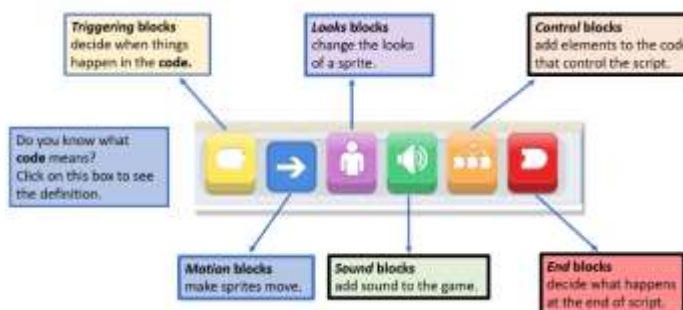 Triggering blocks
decide when things
happen in the code.
Looks blocks
change the looks
of a sprite.
Control blocks
add elements to the code
that control the script.
Do you know what
code means?
Click on this box to see
the definition.
Motion blocks
make sprites move.
Sound blocks
add sound to the game.
End blocks
decide what happens
at the end of script.